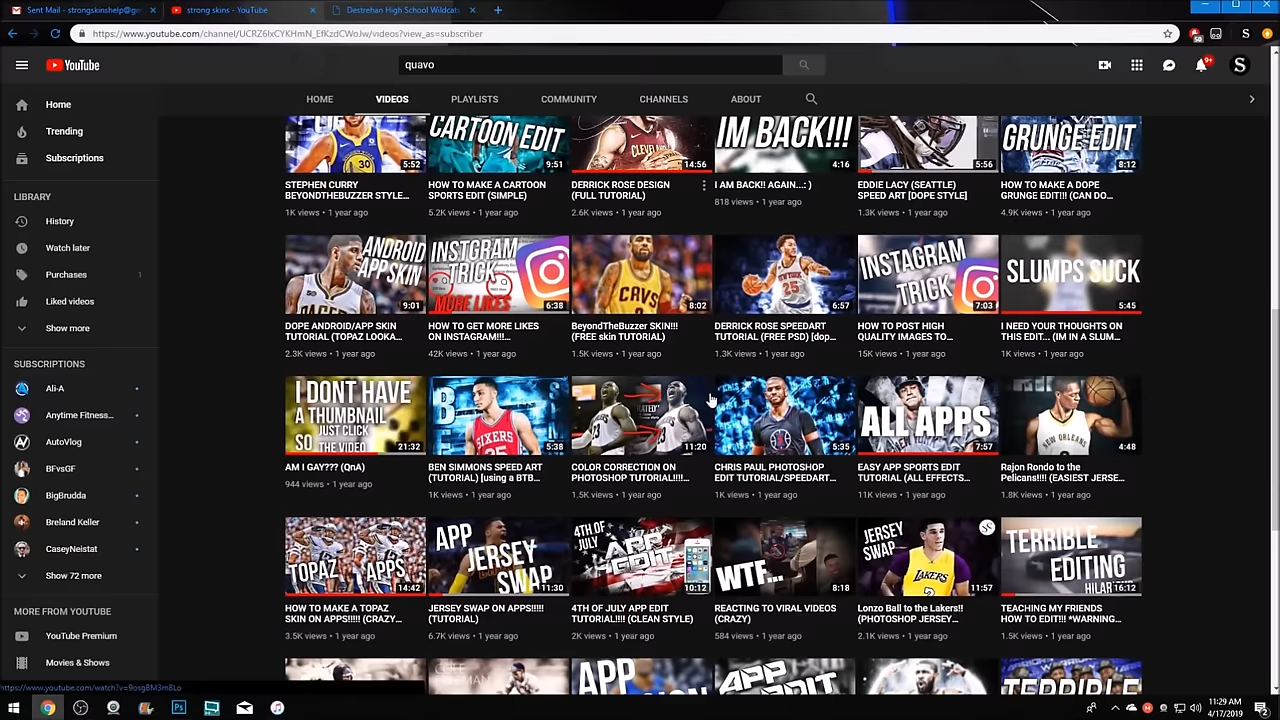 Sent Mail - strongskinshelp@ge
strong skins - YouTube
Destrehan High School Wildcats
https://www.youtube.com/channel/UCRZ6lxCYKHmN_EfKzdCWoJw/videos?view_as=subscriber
YouTube
quavo
9+
S
HOME VIDEOS PLAYLISTS COMMUNITY CHANNELS ABOUT
Home
Trending
Subscriptions
LIBRARY
History
Watch later
Purchases 1
Liked videos
Show more
SUBSCRIPTIONS
Ali-A
Anytime Fitness...
AutoVlog
BFvsGF
BigBrudda
Breland Keller
CaseyNeistat
Show 72 more
MORE FROM YOUTUBE
YouTube Premium
Movies & Shows
30
5:52
CARTOON EDIT
9:51
14:56
IM BACK!!!
4:16
5:56
GRUNGE EDIT
8:12
STEPHEN CURRY
BEYONDTHEBUZZER STYLE...
1K views • 1 year ago
HOW TO MAKE A CARTOON
SPORTS EDIT (SIMPLE)
5.2K views • 1 year ago
DERRICK ROSE DESIGN
(FULL TUTORIAL)
2.6K views • 1 year ago
I AM BACK!! AGAIN...: )
818 views • 1 year ago
EDDIE LACY (SEATTLE)
SPEED ART [DOPE STYLE]
1.3K views • 1 year ago
HOW TO MAKE A DOPE
GRUNGE EDIT!!! (CAN DO...
4.9K views • 1 year ago
ANDROID
APP SKIN
9:01
INSTGRAM
TRICK
MORE LIKES
6:38
CAVS
8:02
25
6:57
INSTAGRAM
TRICK
7:03
SLUMPS SUCK
5:45
DOPE ANDROID/APP SKIN
TUTORIAL (TOPAZ LOOKA...
2.3K views • 1 year ago
HOW TO GET MORE LIKES
ON INSTAGRAM!!!...
42K views • 1 year ago
BeyondTheBuzzer SKIN!!!
(FREE skin TUTORIAL)
1.5K views • 1 year ago
DERRICK ROSE SPEEDART
TUTORIAL (FREE PSD) [dop...
1.3K views • 1 year ago
HOW TO POST HIGH
QUALITY IMAGES TO...
15K views • 1 year ago
I NEED YOUR THOUGHTS ON
THIS EDIT... (IM IN A SLUM...
1K views • 1 year ago
I DONT HAVE
A THUMBNAIL
JUST CLICK
SO THE VIDEO
21:32
SIXERS
5:38
11:20
5:35
ALL APPS
7:57
NEW ORLEANS
4:48
AM I GAY??? (QnA)
944 views • 1 year ago
BEN SIMMONS SPEED ART
(TUTORIAL) [using a BTB...
1K views • 1 year ago
COLOR CORRECTION ON
PHOTOSHOP TUTORIAL!!!!...
1.5K views • 1 year ago
CHRIS PAUL PHOTOSHOP
EDIT TUTORIAL/SPEEDART...
1K views • 1 year ago
EASY APP SPORTS EDIT
TUTORIAL (ALL EFFECTS...
11K views • 1 year ago
Rajon Rondo to the
Pelicans!!!! (EASIEST JERSE...
1.8K views • 1 year ago
TOPAZ APPS
14:42
APP
JERSEY
SWAP
11:30
4TH OF
JULY
APP
EDIT
10:12
WTF...
8:18
JERSEY
SWAP
LAKERS
11:57
TERRIBLE
EDITING
16:12
HOW TO MAKE A TOPAZ
SKIN ON APPS!!!!! (CRAZY...
3.5K views • 1 year ago
JERSEY SWAP ON APPS!!!!!
(TUTORIAL)
6.7K views • 1 year ago
4TH OF JULY APP EDIT
TUTORIAL!!!! (CLEAN STYLE)
2K views • 1 year ago
REACTING TO VIRAL VIDEOS
(CRAZY)
584 views • 1 year ago
Lonzo Ball to the Lakers!!
(PHOTOSHOP JERSEY...
2.1K views • 1 year ago
TEACHING MY FRIENDS
HOW TO EDIT!!! *WARNING...
1.5K views • 1 year ago
APP
APP EDIT
TERRIBLE
https://www.youtube.com/watch?v=9osgBM3m8Lo
11:29 AM
4/17/2019